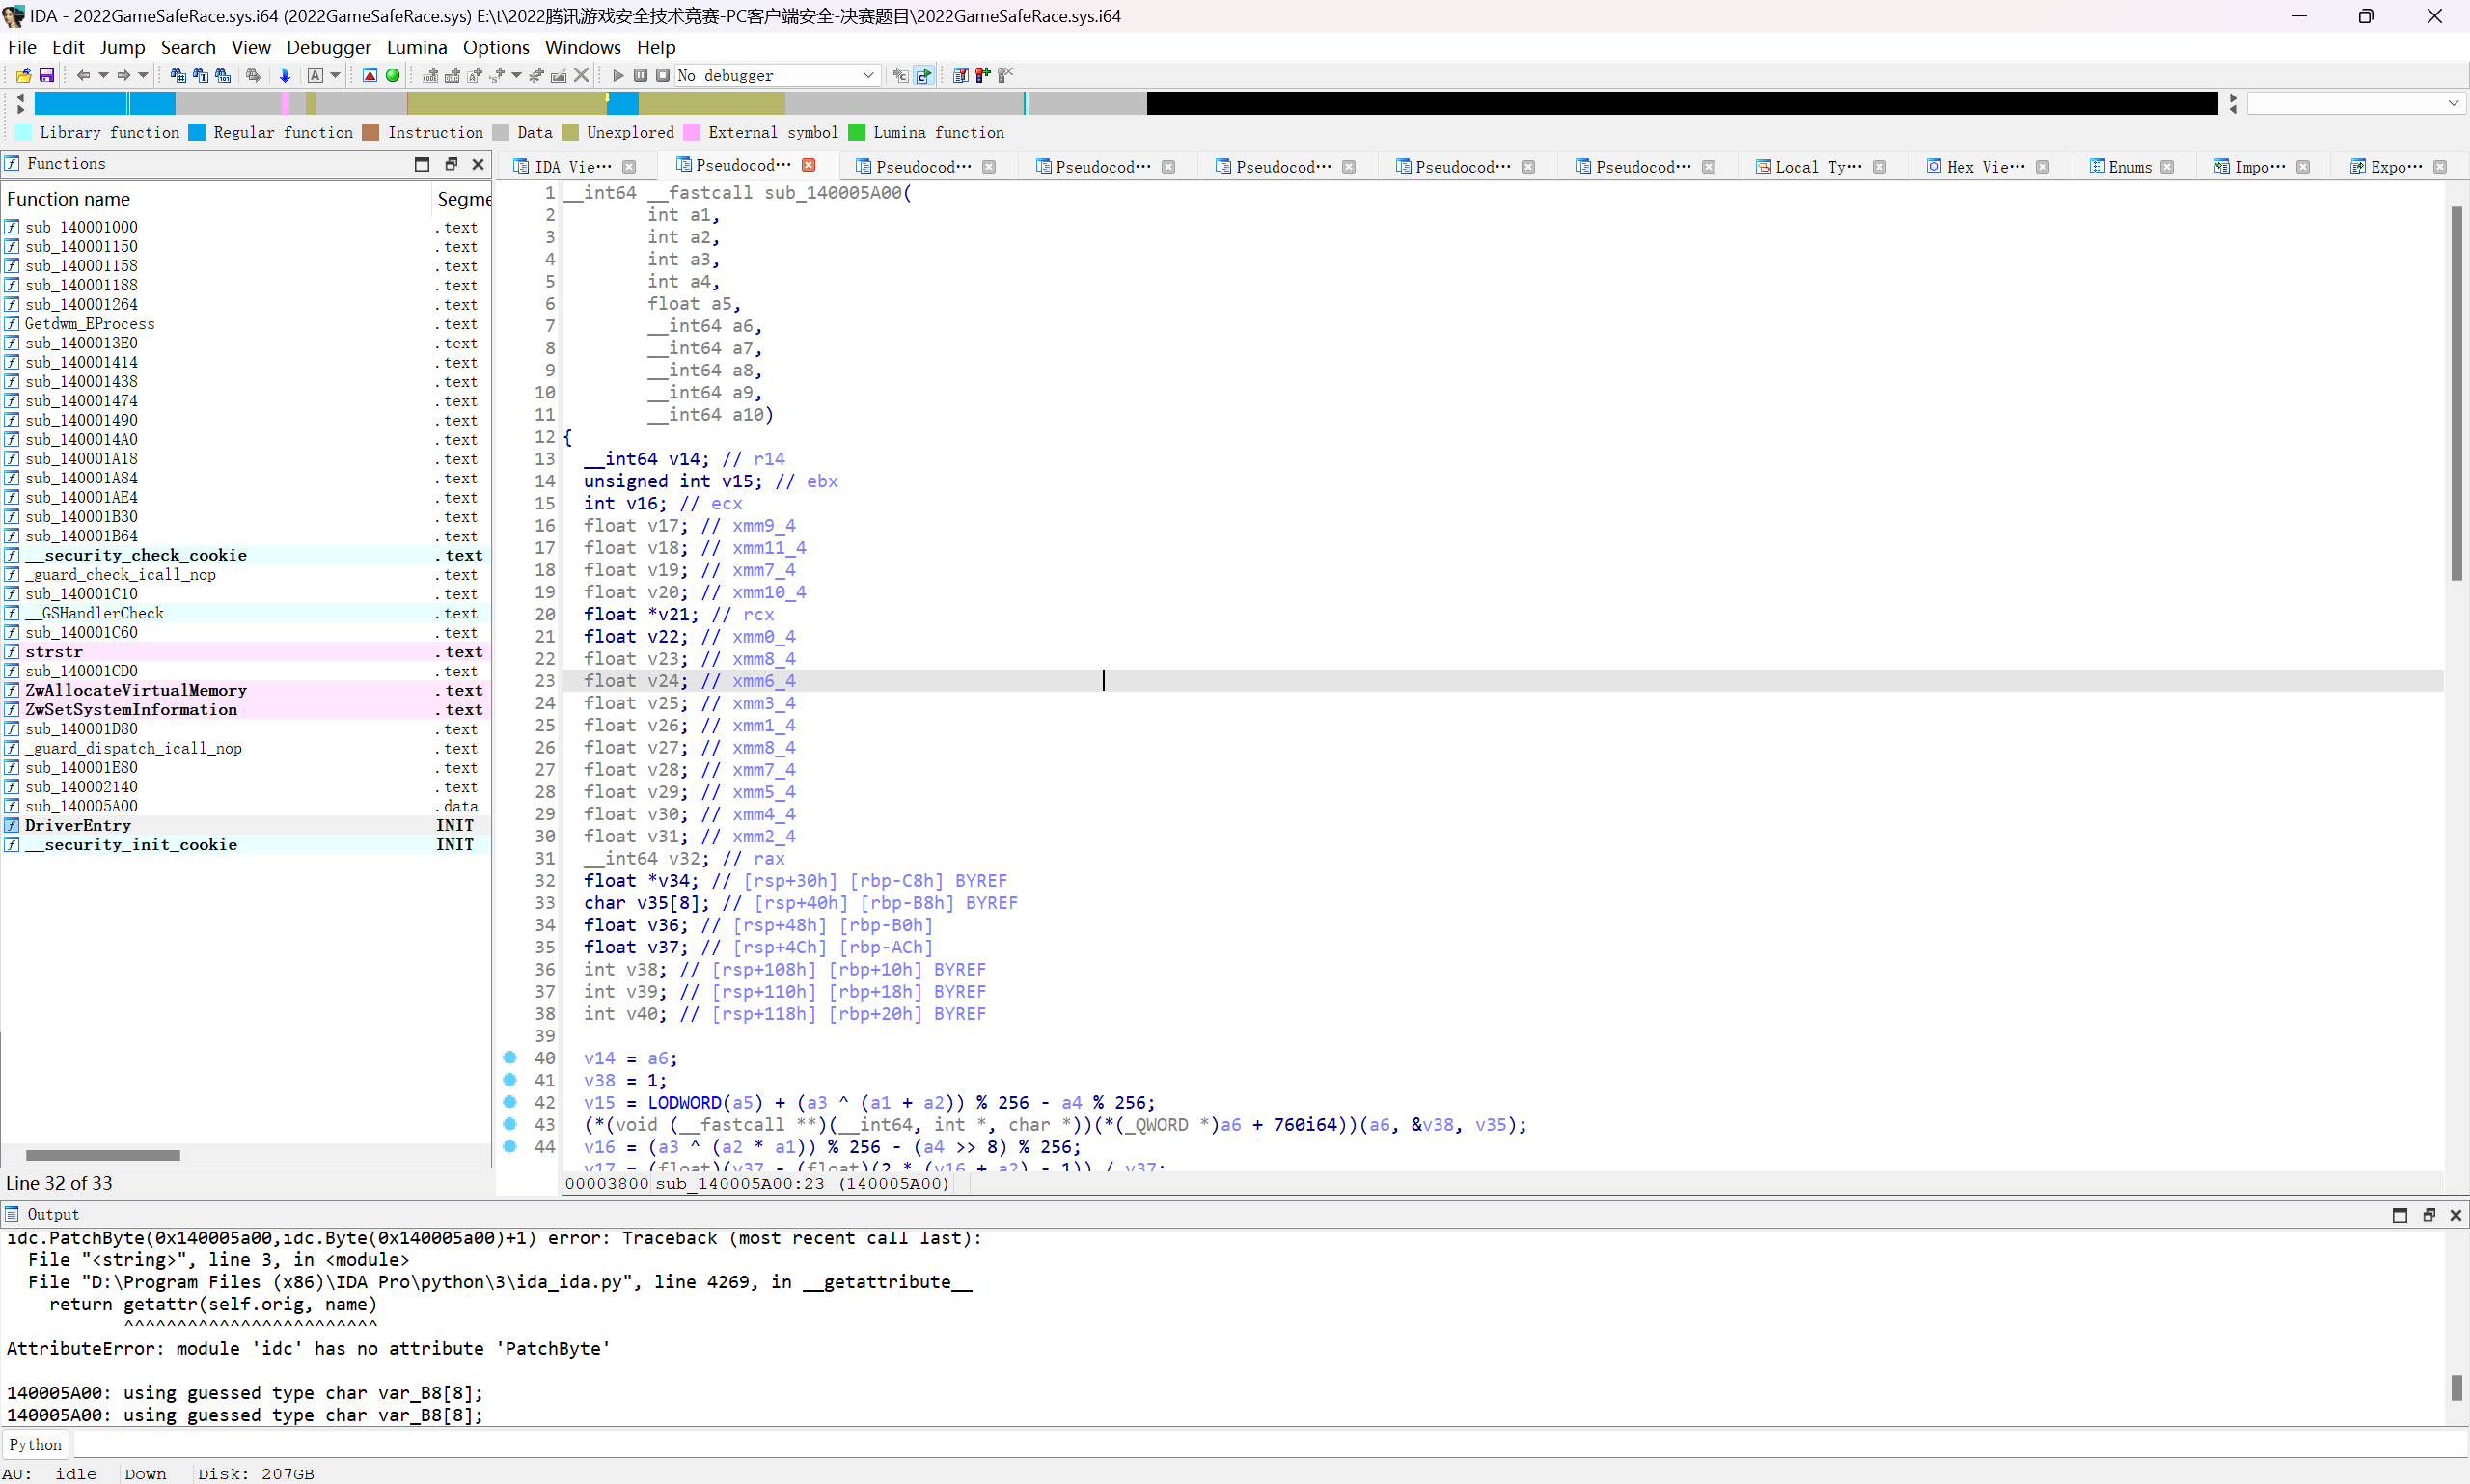 IDA - 2022GameSafeRace.sys.i64 (2022GameSafeRace.sys) E:\t\2022腾讯游戏安全技术竞赛-PC客户端安全-决赛题目\2022GameSafeRace.sys.i64
File Edit Jump Search View Debugger Lumina Options Windows Help
No debugger
Library function Regular function Instruction Data Unexplored External symbol Lumina function
Functions
IDA Vie··· Pseudocod··· Pseudocod··· Pseudocod··· Pseudocod··· Pseudocod··· Pseudocod··· Local Ty··· Hex Vie··· Enums Impo··· Expo···
Function name Segme
sub_140001000 .text
sub_140001150 .text
sub_140001158 .text
sub_140001188 .text
sub_140001264 .text
Getdwm_EProcess .text
sub_1400013E0 .text
sub_140001414 .text
sub_140001438 .text
sub_140001474 .text
sub_140001490 .text
sub_1400014A0 .text
sub_140001A18 .text
sub_140001A84 .text
sub_140001AE4 .text
sub_140001B30 .text
sub_140001B64 .text
__security_check_cookie .text
_guard_check_icall_nop .text
sub_140001C10 .text
__GSHandlerCheck .text
sub_140001C60 .text
strstr .text
sub_140001CD0 .text
ZwAllocateVirtualMemory .text
ZwSetSystemInformation .text
sub_140001D80 .text
_guard_dispatch_icall_nop .text
sub_140001E80 .text
sub_140002140 .text
sub_140005A00 .data
DriverEntry INIT
__security_init_cookie INIT
Line 32 of 33
1 __int64 __fastcall sub_140005A00(
2 int a1,
3 int a2,
4 int a3,
5 int a4,
6 float a5,
7 __int64 a6,
8 __int64 a7,
9 __int64 a8,
10 __int64 a9,
11 __int64 a10)
12 {
13 __int64 v14; // r14
14 unsigned int v15; // ebx
15 int v16; // ecx
16 float v17; // xmm9_4
17 float v18; // xmm11_4
18 float v19; // xmm7_4
19 float v20; // xmm10_4
20 float *v21; // rcx
21 float v22; // xmm0_4
22 float v23; // xmm8_4
23 float v24; // xmm6_4
24 float v25; // xmm3_4
25 float v26; // xmm1_4
26 float v27; // xmm8_4
27 float v28; // xmm7_4
28 float v29; // xmm5_4
29 float v30; // xmm4_4
30 float v31; // xmm2_4
31 __int64 v32; // rax
32 float *v34; // [rsp+30h] [rbp-C8h] BYREF
33 char v35[8]; // [rsp+40h] [rbp-B8h] BYREF
34 float v36; // [rsp+48h] [rbp-B0h]
35 float v37; // [rsp+4Ch] [rbp-ACh]
36 int v38; // [rsp+108h] [rbp+10h] BYREF
37 int v39; // [rsp+110h] [rbp+18h] BYREF
38 int v40; // [rsp+118h] [rbp+20h] BYREF
39
40 v14 = a6;
41 v38 = 1;
42 v15 = LODWORD(a5) + (a3 ^ (a1 + a2)) % 256 - a4 % 256;
43 (*(void (__fastcall **)(__int64, int *, char *))(*(_QWORD *)a6 + 760i64))(a6, &v38, v35);
44 v16 = (a3 ^ (a2 * a1)) % 256 - (a4 >> 8) % 256;
v17 = (float)(v37 - (float)(2 * (v16 + a2) - 1)) / v37;
00003800 sub_140005A00:23 (140005A00)
Output
idc.PatchByte(0x140005a00,idc.Byte(0x140005a00)+1) error: Traceback (most recent call last):
File "<string>", line 3, in <module>
File "D:\Program Files (x86)\IDA Pro\python\3\ida_ida.py", line 4269, in __getattribute__
return getattr(self.orig, name)
^^^^^^^^^^^^^^^^^^^^^^^^
AttributeError: module 'idc' has no attribute 'PatchByte'
140005A00: using guessed type char var_B8[8];
140005A00: using guessed type char var_B8[8];
Python
AU: idle Down Disk: 207GB